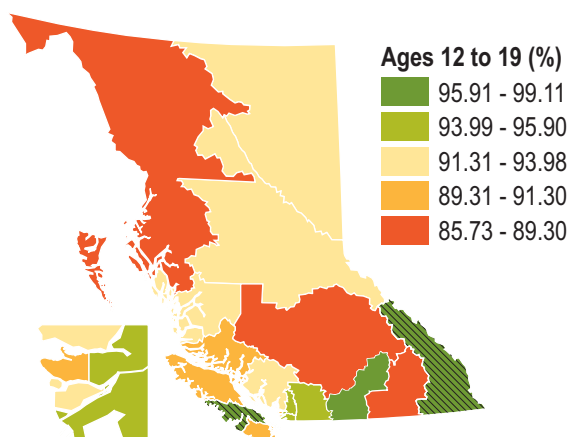 Ages 12 to 19 (%)
95.91 - 99.11
93.99 - 95.90
91.31 - 93.98
89.31 - 91.30
85.73 - 89.30